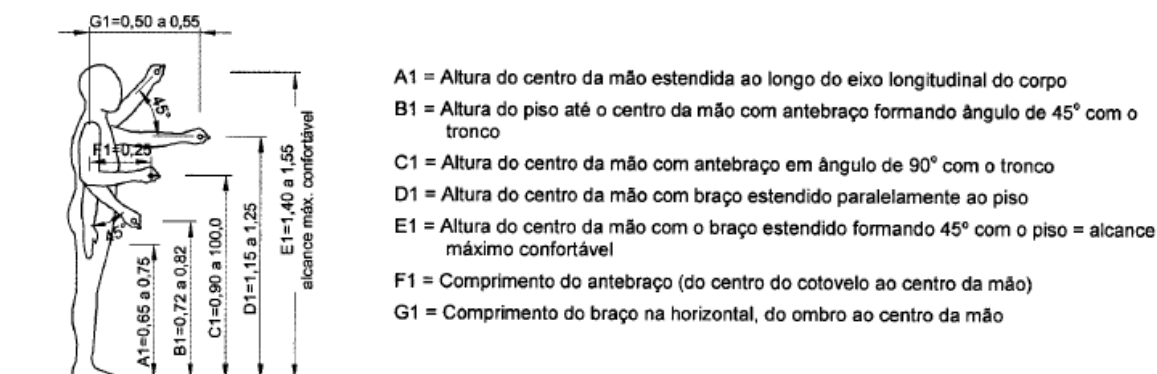 G1=0,50 a 0,55
45°
F1=0,25
45°
A1=0,65 a 0,75
B1=0,72 a 0,82
C1=0,90 a 100,0
D1=1,15 a 1,25
E1=1,40 a 1,55
alcance máx. confortável
A1 = Altura do centro da mão estendida ao longo do eixo longitudinal do corpo
B1 = Altura do piso até o centro da mão com antebraço formando ângulo de 45º com o
tronco
C1 = Altura do centro da mão com antebraço em ângulo de 90º com o tronco
D1 = Altura do centro da mão com braço estendido paralelamente ao piso
E1 = Altura do centro da mão com o braço estendido formando 45º com o piso = alcance
máximo confortável
F1 = Comprimento do antebraço (do centro do cotovelo ao centro da mão)
G1 = Comprimento do braço na horizontal, do ombro ao centro da mão